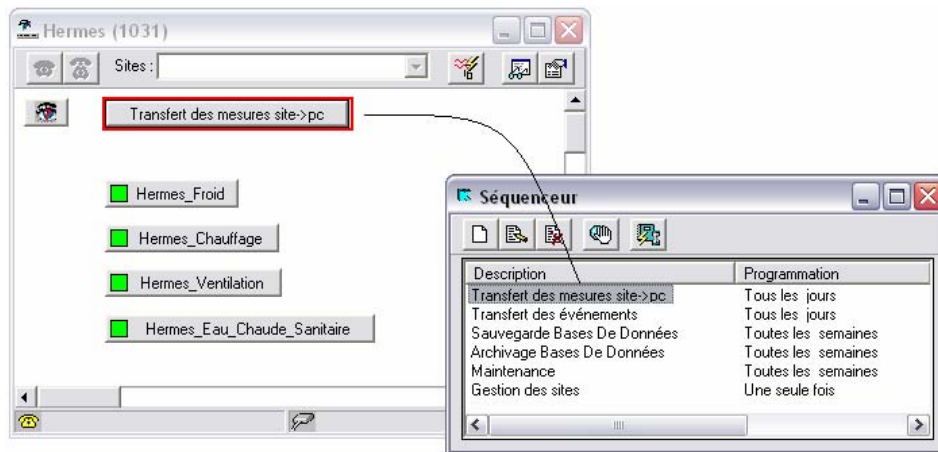 Hermes (1031)
Sites :
Transfert des mesures site->pc
Hermes_Froid
Hermes_Chauffage
Hermes_Ventilation
Hermes_Eau_Chaude_Sanitaire
Séquenceur
Description Programmation
Transfert des mesures site->pc Tous les jours
Transfert des événements Tous les jours
Sauvegarde Bases De Données Toutes les semaines
Archivage Bases De Données Toutes les semaines
Maintenance Toutes les semaines
Gestion des sites Une seule fois